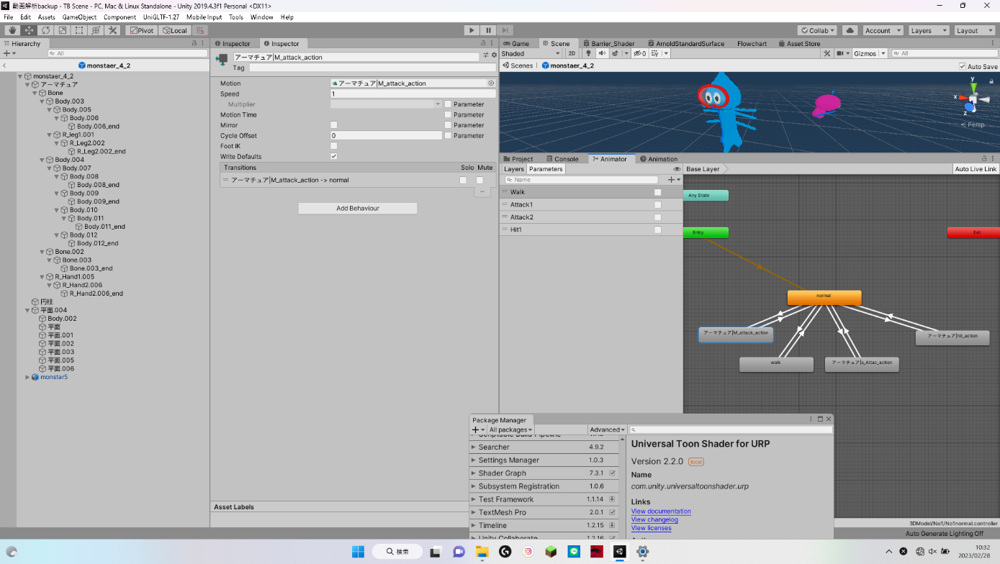 動画解析backup - TB Scene - PC, Mac & Linux Standalone - Unity 2019.4.3f1 Personal <DX11>
File Edit Assets GameObject Component UniGLTF-1.27 Mobile Input Tools Window Help
Pivot Local Collab Account Layers Layout
Hierarchy
All
monstaer_4_2
monstaer_4_2
アーマチュア
Bone
Body.003
Body.005
Body.006
Body.006_end
R_leg1.001
R_Leg2.002
R_Leg2.002_end
Body.004
Body.007
Body.008
Body.008_end
Body.009
Body.009_end
Body.010
Body.011
Body.011_end
Body.012
Body.012_end
Bone.002
Bone.003
Bone.003_end
R_Hand1.005
R_Hand2.006
R_Hand2.006_end
円柱
平面.004
Body.002
平面
平面.001
平面.002
平面.003
平面.005
平面.006
monstar5
Inspector Inspector
アーマチュア|M_attack_action
Tag
Motion アーマチュア|M_attack_action
Speed 1
Multiplier Parameter
Motion Time Parameter
Mirror Parameter
Cycle Offset 0 Parameter
Foot IK
Write Defaults
Transitions Solo Mute
アーマチュア|M_attack_action -> normal
Add Behaviour
Asset Labels
Game Scene Barrier_Shader ArnoldStandardSurface Flowchart Asset Store
Shaded 2D 0 Gizmos All
Scenes monstaer_4_2 Auto Save
y
x
z
Persp
Project Console Animator Animation
Layers Parameters Base Layer Auto Live Link
Name
Walk
Attack1
Attack2
Hit1
Any State
Entry
Exit
normal
アーマチュア|M_attack_action
アーマチュア|hit_action
walk
アーマチュア|s_Attac_action
3DModel/No1/No1normal.controller
Auto Generate Lighting Off
Package Manager
All packages Advanced
Searcher 4.9.2
Settings Manager 1.0.3
Shader Graph 7.3.1
Subsystem Registration 1.0.6
Test Framework 1.1.14
TextMesh Pro 2.0.1
Timeline 1.2.15
Unity Collaborate 1.2.16
Universal Toon Shader for URP
Version 2.2.0 local
Name
com.unity.universaltoonshader.urp
Links
View documentation
View changelog
View licenses
検索
10:32
2023/02/28